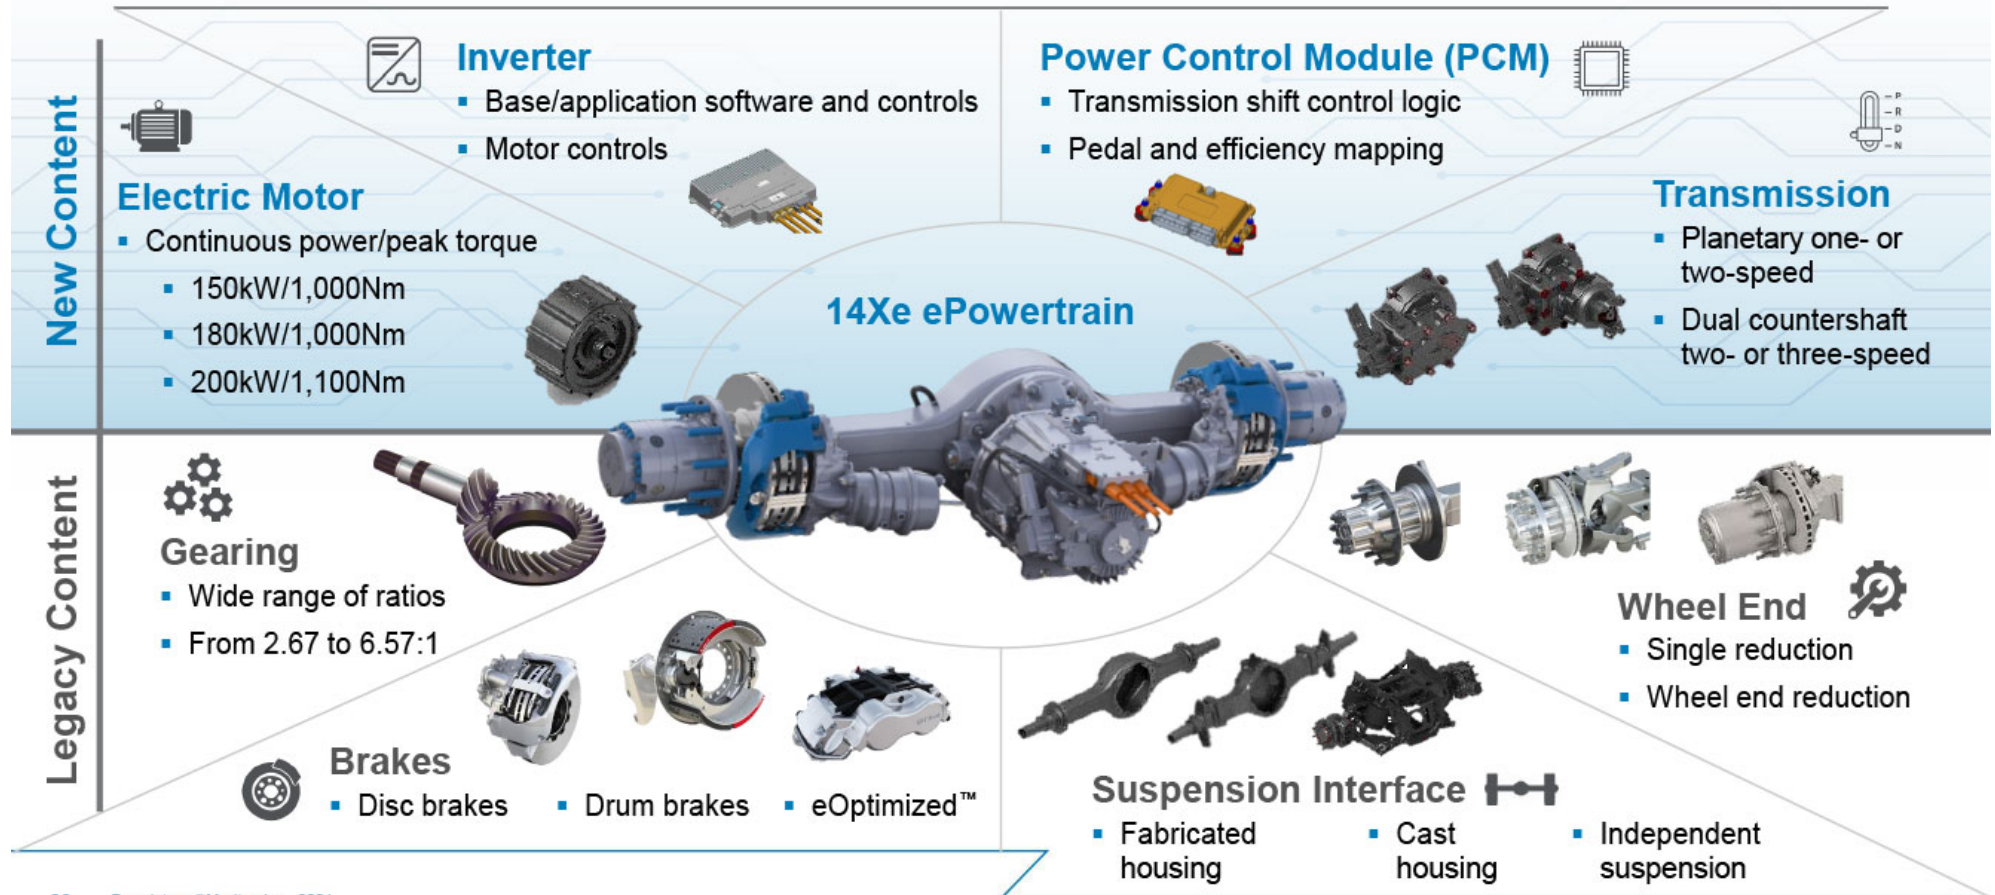 New Content
Inverter
Base/application software and controls
Motor controls
Power Control Module (PCM)
Transmission shift control logic
Pedal and efficiency mapping
P
R
D
N
Electric Motor
Continuous power/peak torque
150kW/1,000Nm
180kW/1,000Nm
200kW/1,100Nm
Transmission
Planetary one- or
two-speed
Dual countershaft
two- or three-speed
14Xe ePowertrain
Legacy Content
Gearing
Wide range of ratios
From 2.67 to 6.57:1
Wheel End
Single reduction
Wheel end reduction
Brakes
Disc brakes
Drum brakes
eOptimized™
Suspension Interface
Fabricated
housing
Cast
housing
Independent
suspension